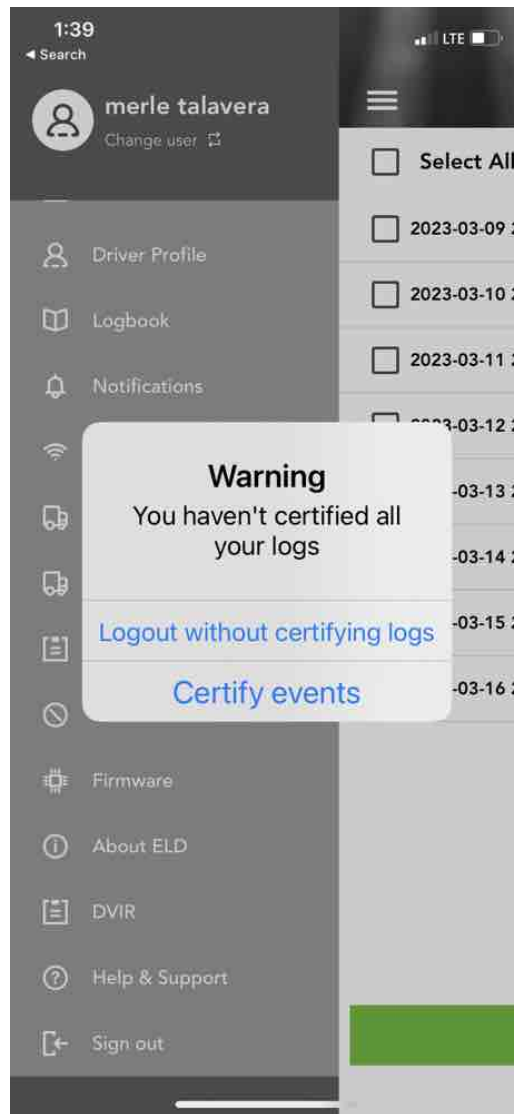 1:39
LTE
◀ Search
merle talavera
Change user
Select All
Driver Profile
2023-03-09
Logbook
2023-03-10
Notifications
2023-03-11
-03-12
Warning
You haven't certified all
your logs
-03-13
-03-14
Logout without certifying logs
-03-15
Certify events
-03-16
Firmware
About ELD
DVIR
Help & Support
Sign out